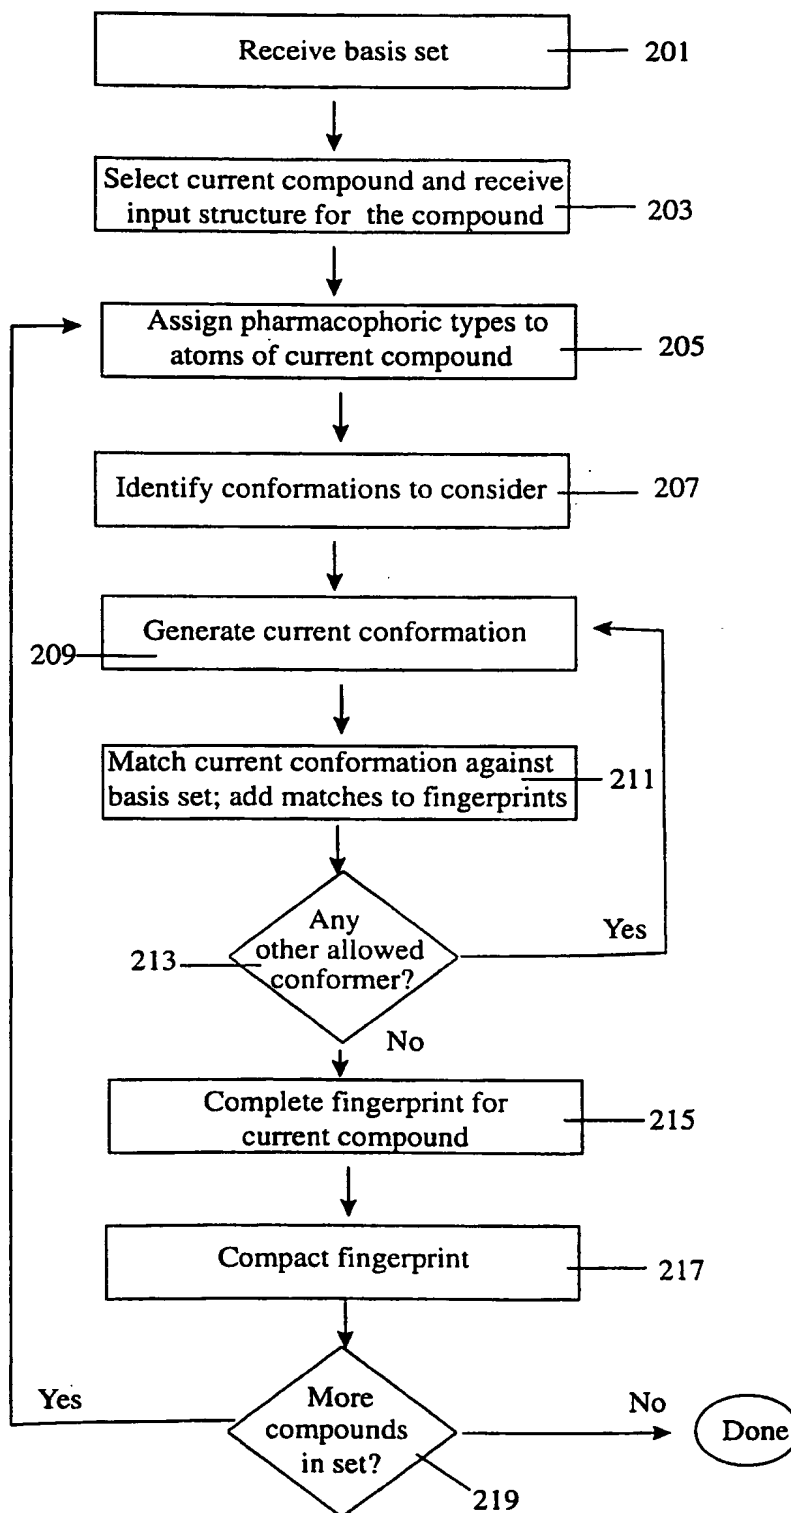 Receive basis set
201
Select current compound and receive
input structure for the compound
203
Assign pharmacophoric types to
atoms of current compound
205
Identify conformations to consider
207
Generate current conformation
209
Match current conformation against
basis set; add matches to fingerprints
211
Any
other allowed
conformer?
213
Yes
No
Complete fingerprint for
current compound
215
Compact fingerprint
217
More
compounds
in set?
219
Yes
No
Done